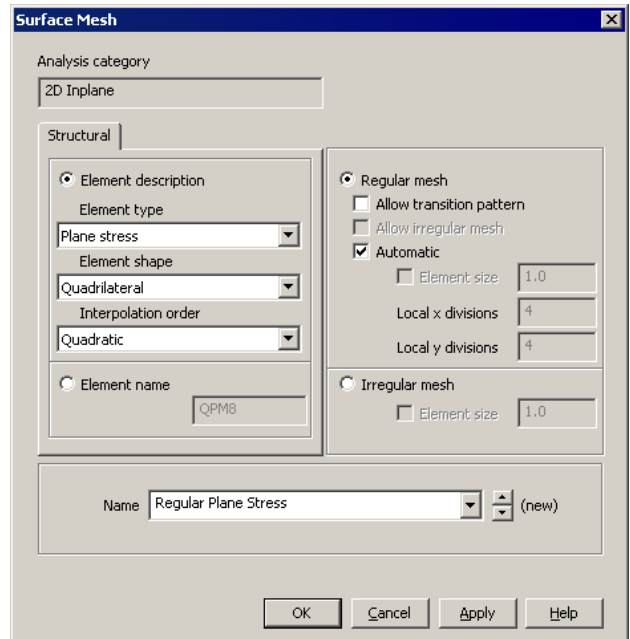 Surface Mesh
Analysis category
2D Inplane
Structural
Element description
Element type
Plane stress
Element shape
Quadrilateral
Interpolation order
Quadratic
Element name
QPM8
Regular mesh
Allow transition pattern
Allow irregular mesh
Automatic
Element size 1.0
Local x divisions 4
Local y divisions 4
Irregular mesh
Element size 1.0
Name Regular Plane Stress (new)
OK Cancel Apply Help